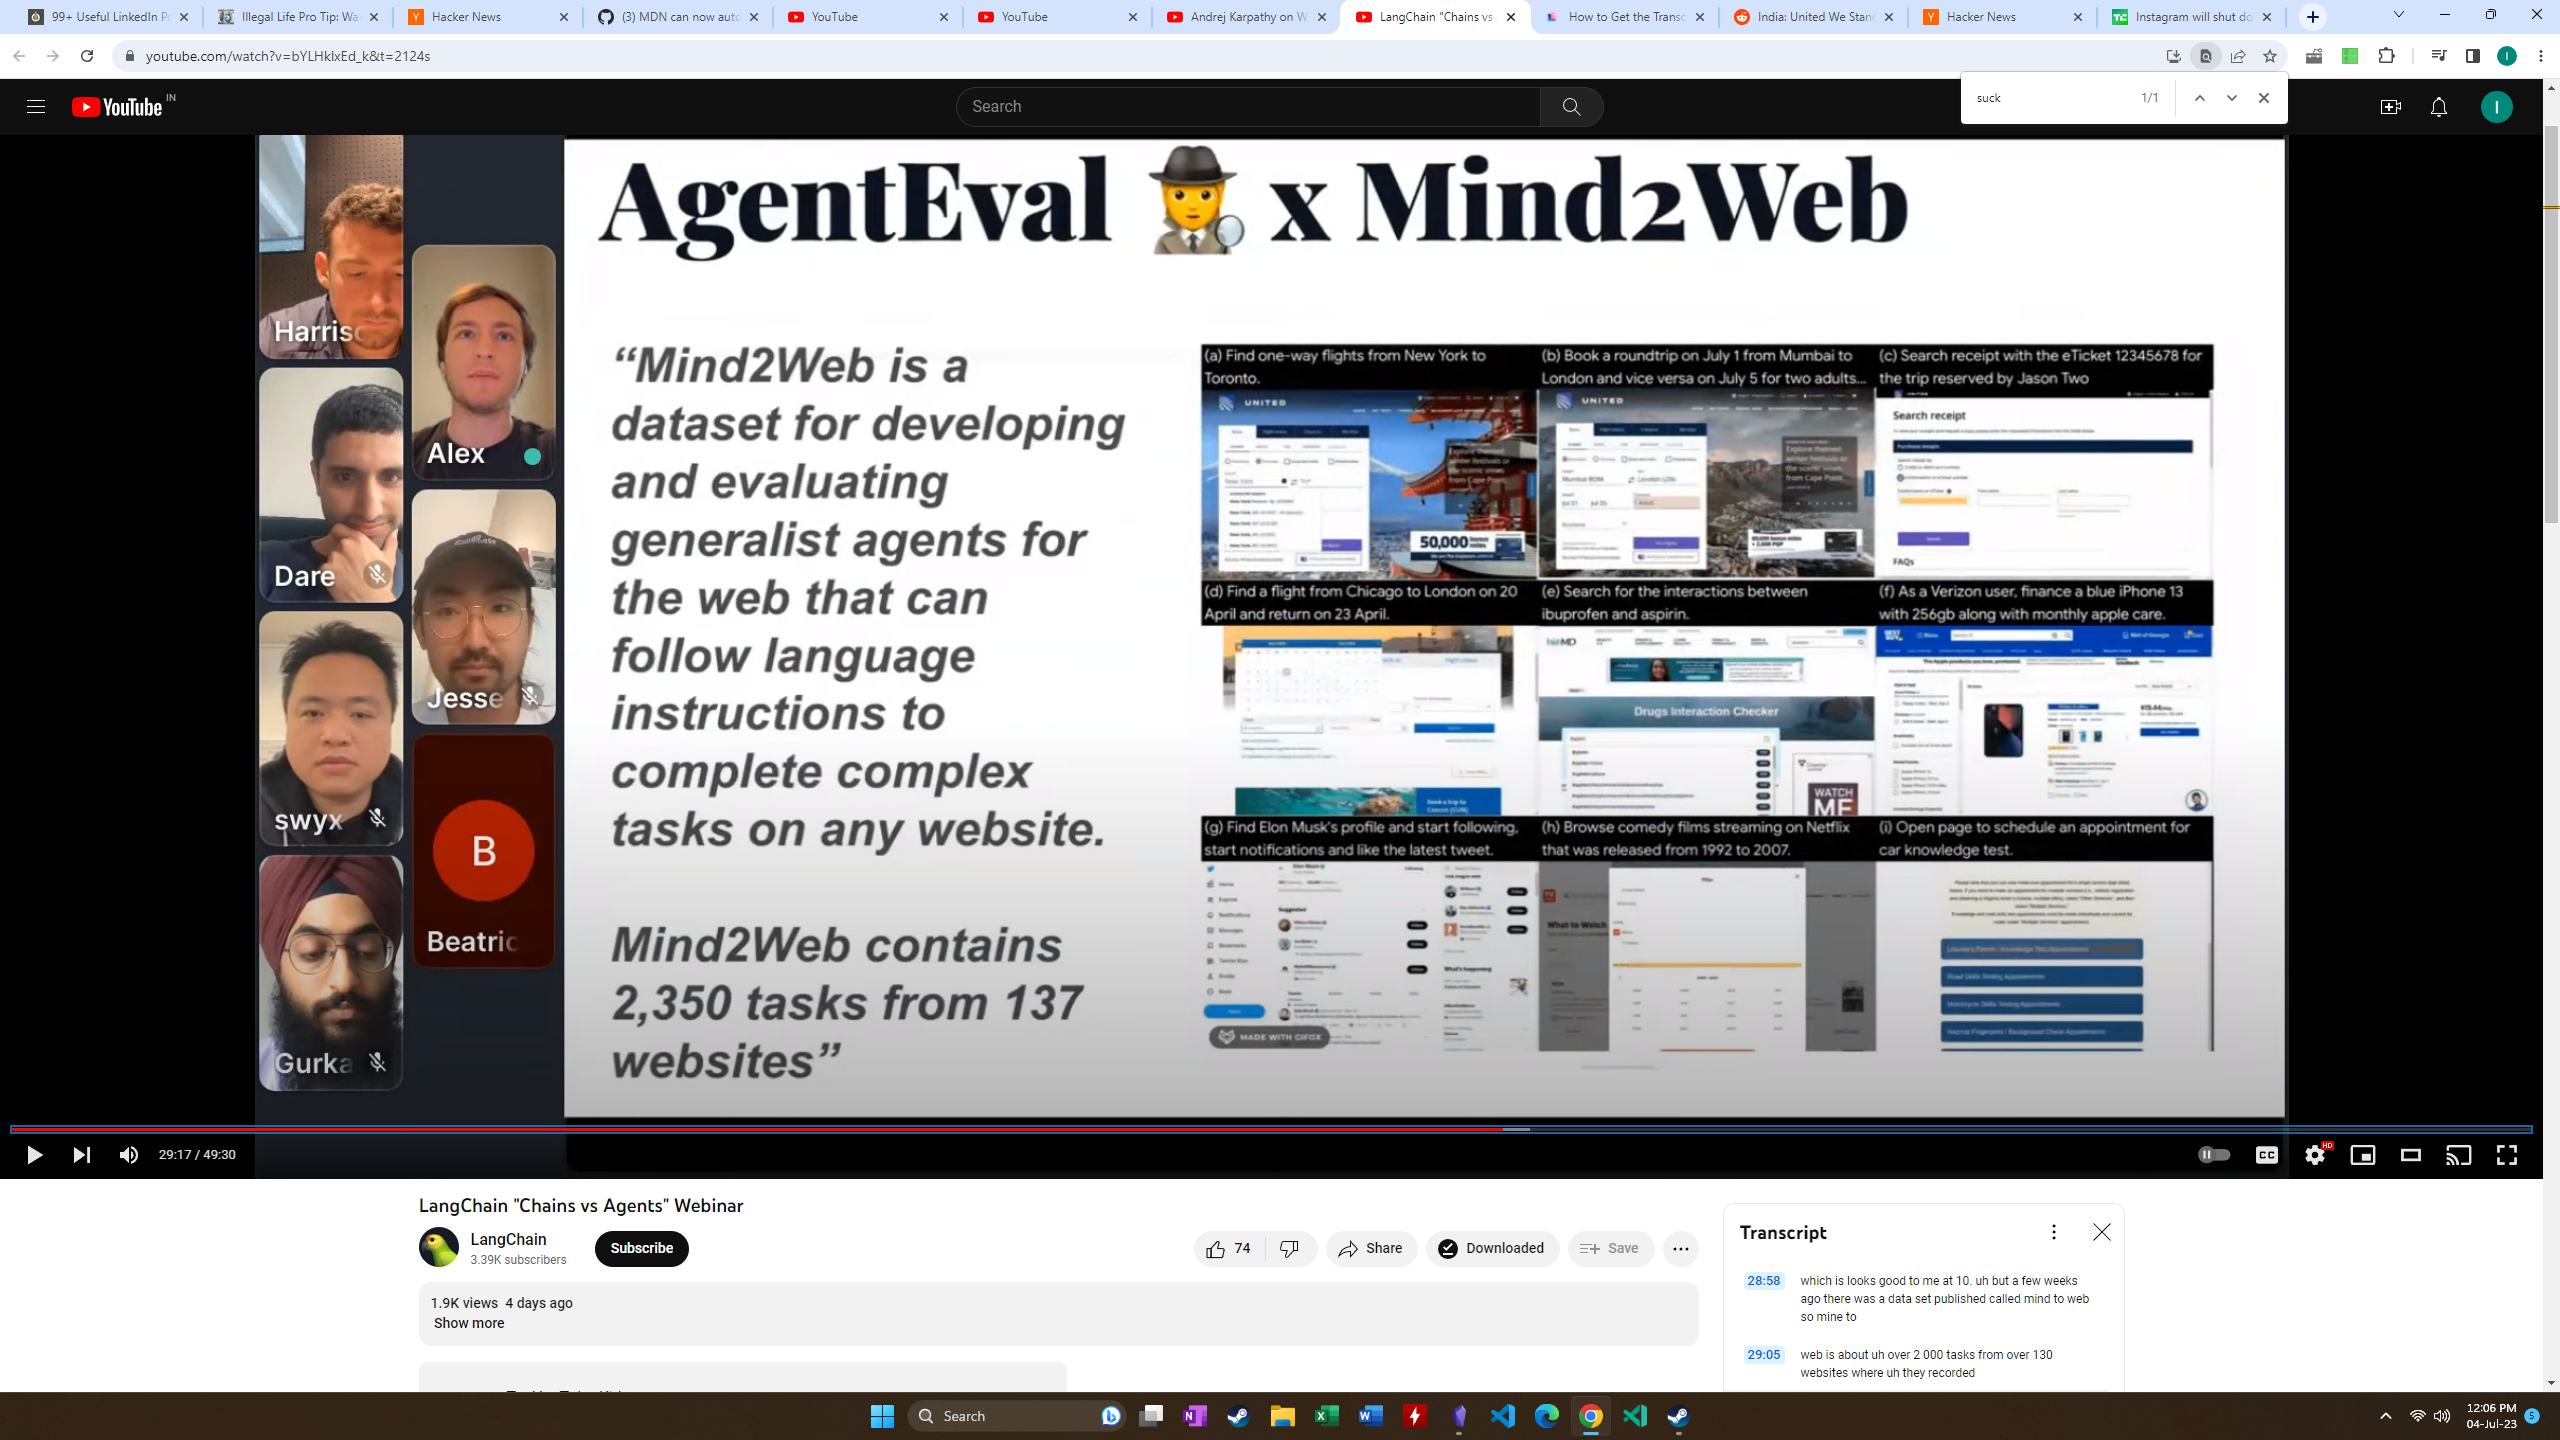 99+ Useful LinkedIn Po
Illegal Life Pro Tip: Wa
Hacker News
(3) MDN can now auto
YouTube
YouTube
Andrej Karpathy on W
LangChain "Chains vs
How to Get the Transc
India: United We Stan
Hacker News
Instagram will shut do
youtube.com/watch?v=bYLHklxEd_k&t=2124s
suck
1/1
YouTube IN
Search
AgentEval x Mind2Web
Harriso
Alex
Dare
Jesse
swyx
B
Beatric
Gurka
“Mind2Web is a
dataset for developing
and evaluating
generalist agents for
the web that can
follow language
instructions to
complete complex
tasks on any website.
Mind2Web contains
2,350 tasks from 137
websites”
(a) Find one-way flights from New York to
Toronto.
(b) Book a roundtrip on July 1 from Mumbai to
London and vice versa on July 5 for two adults...
(c) Search receipt with the eTicket 12345678 for
the trip reserved by Jason Two
UNITED
UNITED
UNITED
Search receipt
50,000
FAQs
(d) Find a flight from Chicago to London on 20
April and return on 23 April.
(e) Search for the interactions between
ibuprofen and aspirin.
(f) As a Verizon user, finance a blue iPhone 13
with 256gb along with monthly apple care.
Drugs Interaction Checker
WATCH
ME
(g) Find Elon Musk's profile and start following,
start notifications and like the latest tweet.
(h) Browse comedy films streaming on Netflix
that was released from 1992 to 2007.
(i) Open page to schedule an appointment for
car knowledge test.
What to Watch
MADE WITH GIFOX
29:17 / 49:30
CC
HD
LangChain "Chains vs Agents" Webinar
LangChain
3.39K subscribers
Subscribe
74
Share
Downloaded
Save
1.9K views 4 days ago
Show more
Transcript
28:58
which is looks good to me at 10. uh but a few weeks
ago there was a data set published called mind to web
so mine to
29:05
web is about uh over 2 000 tasks from over 130
websites where uh they recorded
Search
12:06 PM
04-Jul-23
5